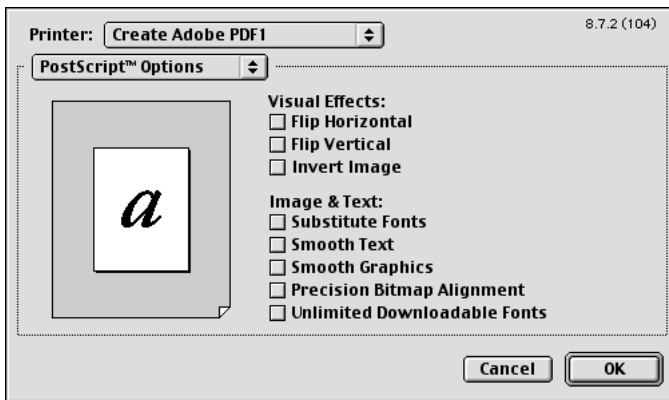 Printer: Create Adobe PDF1 8.7.2 (104)
PostScript™ Options
Visual Effects:
Flip Horizontal
Flip Vertical
Invert Image
a
Image & Text:
Substitute Fonts
Smooth Text
Smooth Graphics
Precision Bitmap Alignment
Unlimited Downloadable Fonts
Cancel OK